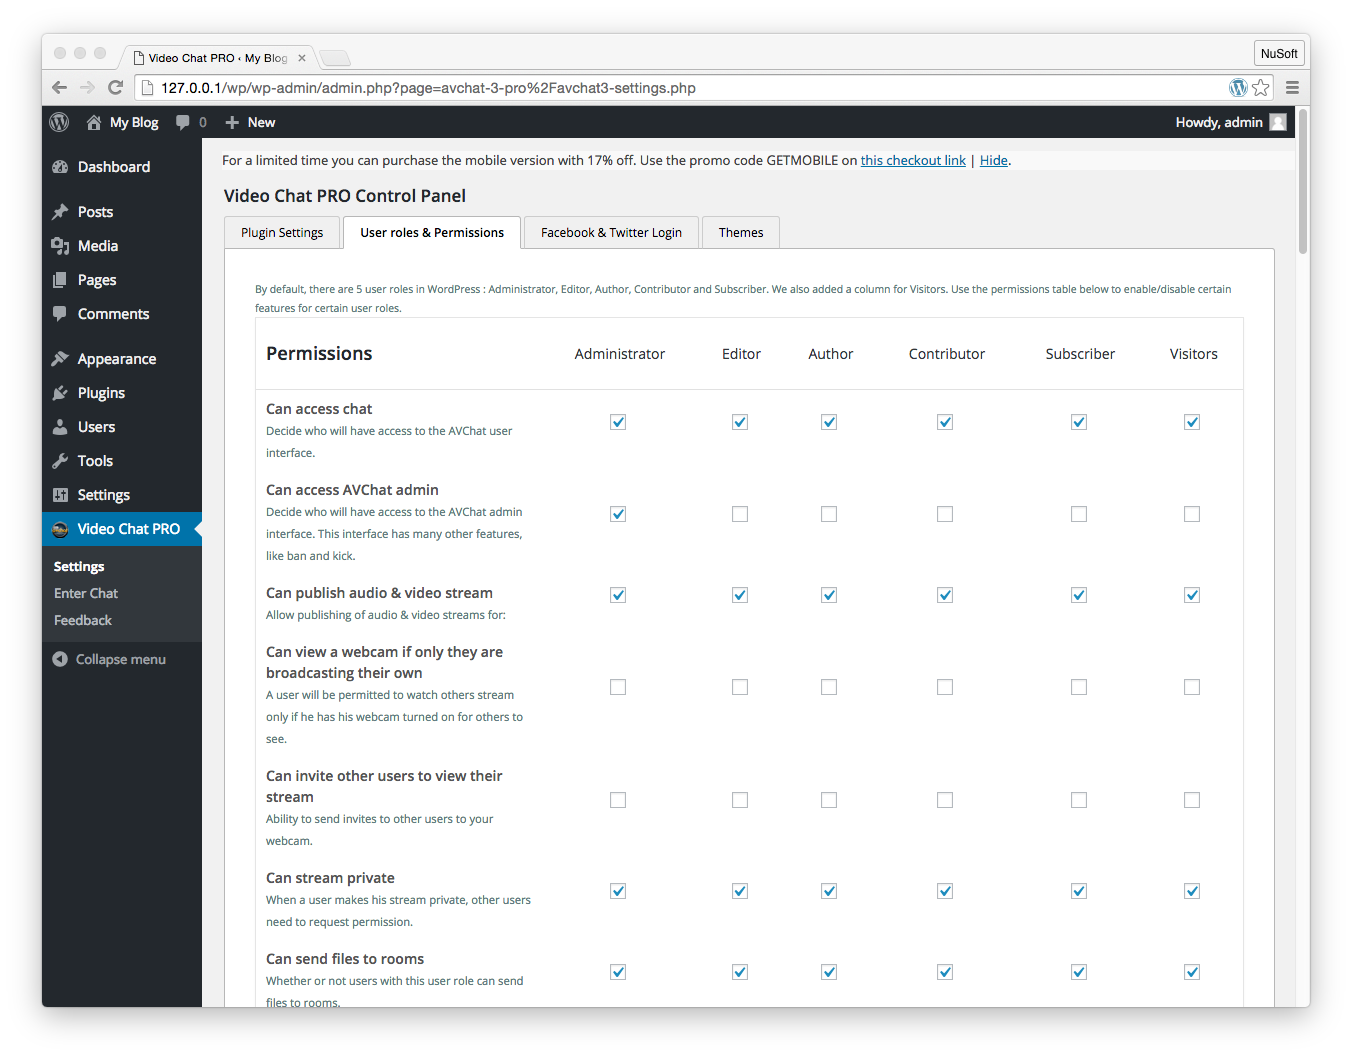 Video Chat PRO ‹ My Blog
NuSoft
127.0.0.1/wp/wp-admin/admin.php?page=avchat-3-pro%2Favchat3-settings.php
My Blog 0 New
Howdy, admin
Dashboard
Posts
Media
Pages
Comments
Appearance
Plugins
Users
Tools
Settings
Video Chat PRO
Settings
Enter Chat
Feedback
Collapse menu
For a limited time you can purchase the mobile version with 17% off. Use the promo code GETMOBILE on this checkout link | Hide.
Video Chat PRO Control Panel
Plugin Settings
User roles & Permissions
Facebook & Twitter Login
Themes
By default, there are 5 user roles in WordPress : Administrator, Editor, Author, Contributor and Subscriber. We also added a column for Visitors. Use the permissions table below to enable/disable certain
features for certain user roles.
Permissions Administrator Editor Author Contributor Subscriber Visitors
Can access chat
Decide who will have access to the AVChat user
interface.
Can access AVChat admin
Decide who will have access to the AVChat admin
interface. This interface has many other features,
like ban and kick.
Can publish audio & video stream
Allow publishing of audio & video streams for:
Can view a webcam if only they are
broadcasting their own
A user will be permitted to watch others stream
only if he has his webcam turned on for others to
see.
Can invite other users to view their
stream
Ability to send invites to other users to your
webcam.
Can stream private
When a user makes his stream private, other users
need to request permission.
Can send files to rooms
Whether or not users with this user role can send
files to rooms.